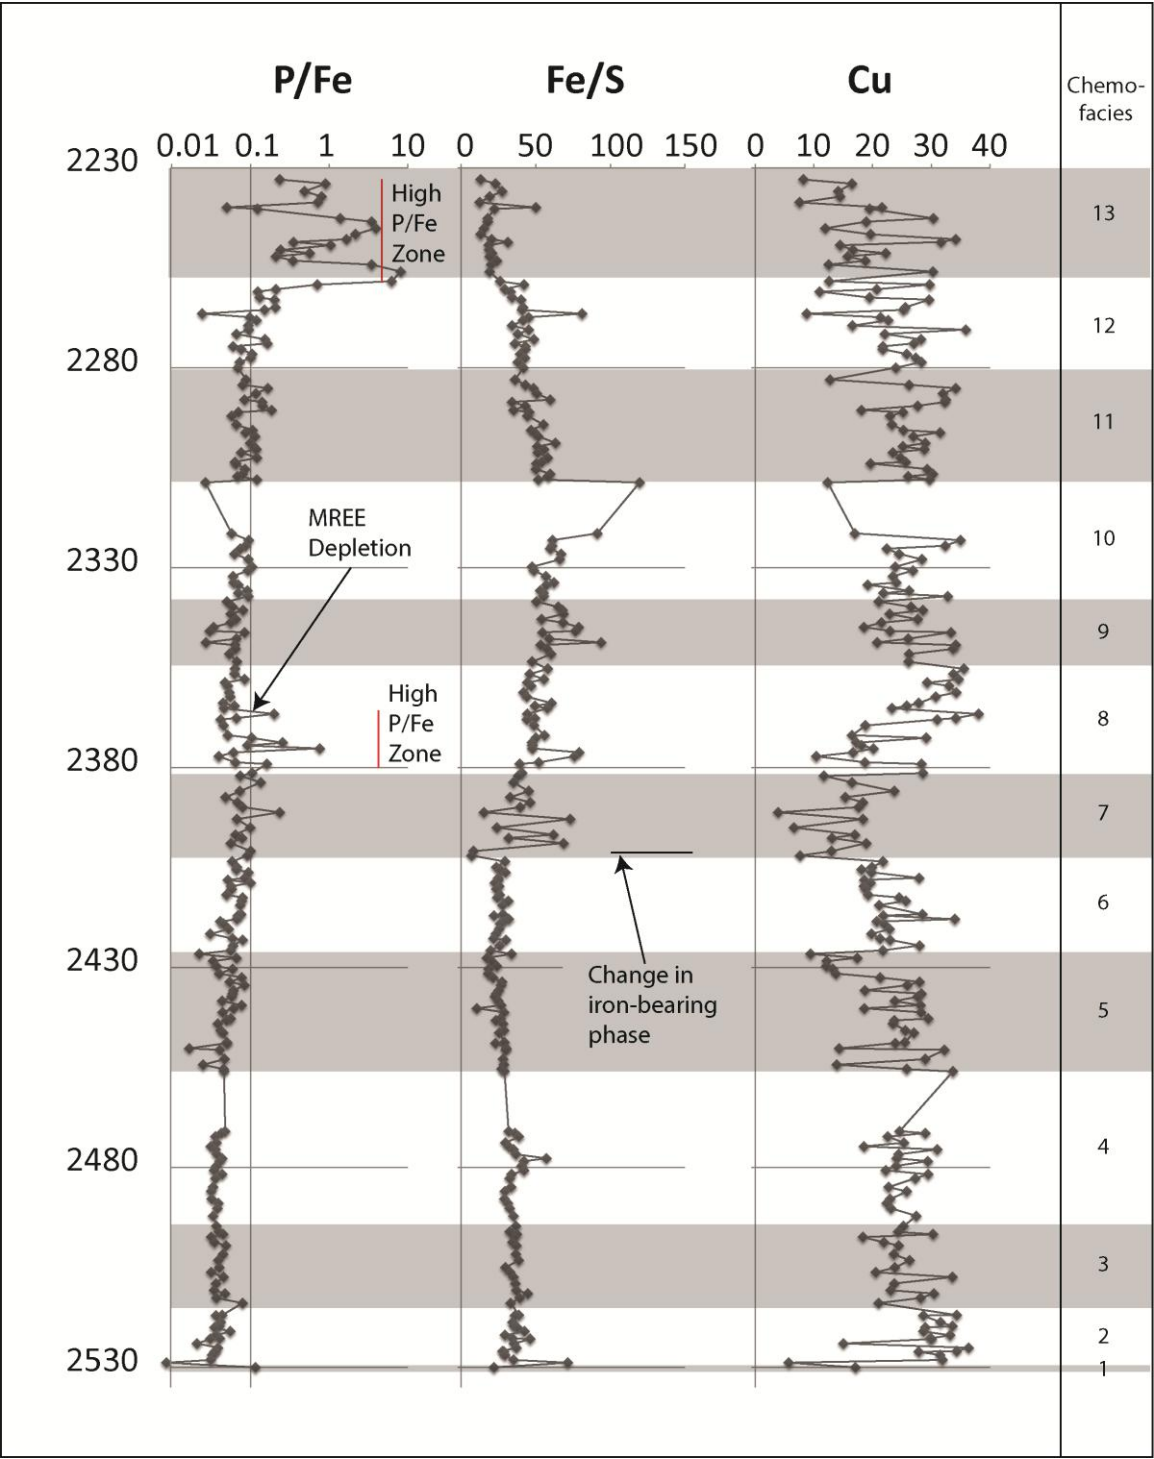 P/Fe Fe/S Cu
Chemo-
facies
0.01 0.1 1 10 0 50 100 150 0 10 20 30 40
2230
High
P/Fe
Zone
13
12
2280
11
MREE
Depletion
10
2330
9
High
P/Fe
Zone
8
2380
7
6
2430
Change in
iron-bearing
phase
5
4
2480
3
2
2530
1